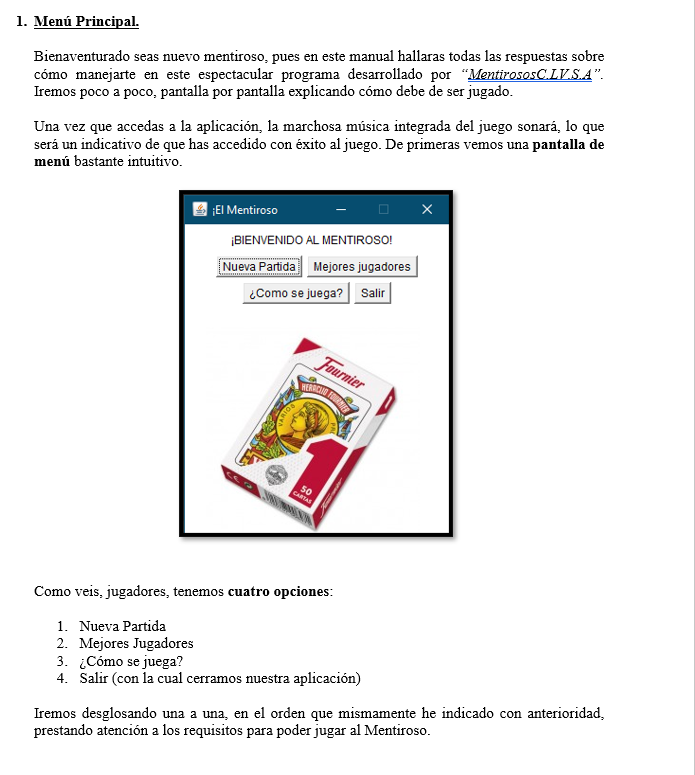 1. Menú Principal.
Bienaventurado seas nuevo mentiroso, pues en este manual hallaras todas las respuestas sobre
cómo manejarte en este espectacular programa desarrollado por “MentirososC.LV.S.A”.
Iremos poco a poco, pantalla por pantalla explicando cómo debe de ser jugado.
Una vez que accedas a la aplicación, la marchosa música integrada del juego sonará, lo que
será un indicativo de que has accedido con éxito al juego. De primeras vemos una pantalla de
menú bastante intuitivo.
¡El Mentiroso
¡BIENVENIDO AL MENTIROSO!
Nueva Partida Mejores jugadores
¿Como se juega? Salir
Fournier
HERACLIO FOURNIER
VARIOS
1
50
CARTAS
Fournier
Como veis, jugadores, tenemos cuatro opciones:
1. Nueva Partida
2. Mejores Jugadores
3. ¿Cómo se juega?
4. Salir (con la cual cerramos nuestra aplicación)
Iremos desglosando una a una, en el orden que mismamente he indicado con anterioridad,
prestando atención a los requisitos para poder jugar al Mentiroso.